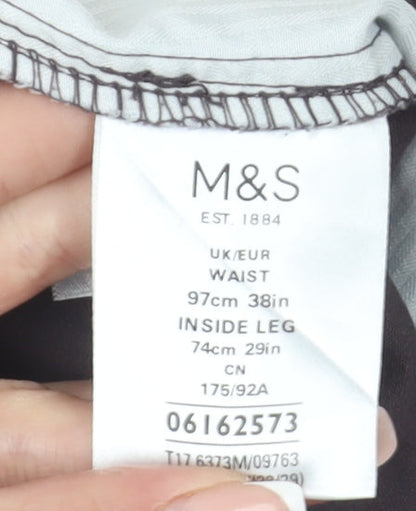 M&S
EST. 1884
UK/EUR
WAIST
97cm 38in
INSIDE LEG
74cm 29in
CN
175/92A
06162573
T17 6373M/09763